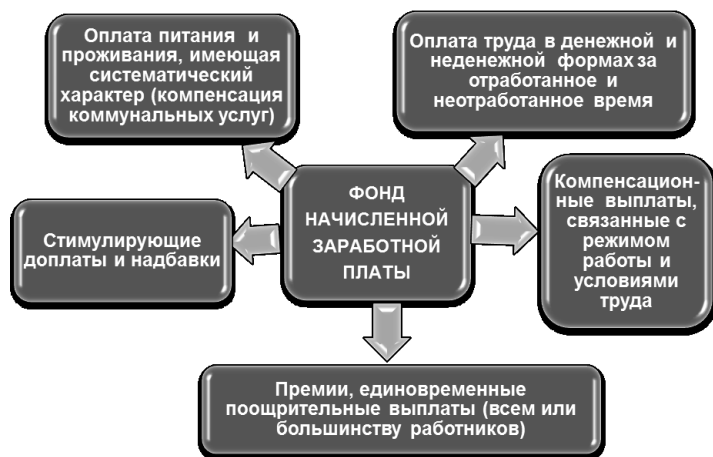 Оплата питания и
проживания, имеющая
систематический
характер (компенсация
коммунальных услуг)
Оплата труда в денежной и
неденежной формах за
отработанное и
неотработанное время
ФОНД
НАЧИСЛЕННОЙ
ЗАРАБОТНОЙ
ПЛАТЫ
Компенсацион-
ные выплаты,
связанные с
режимом
работы и
условиями
труда
Стимулирующие
доплаты и надбавки
Премии, единовременные
поощрительные выплаты (всем или
большинству работников)